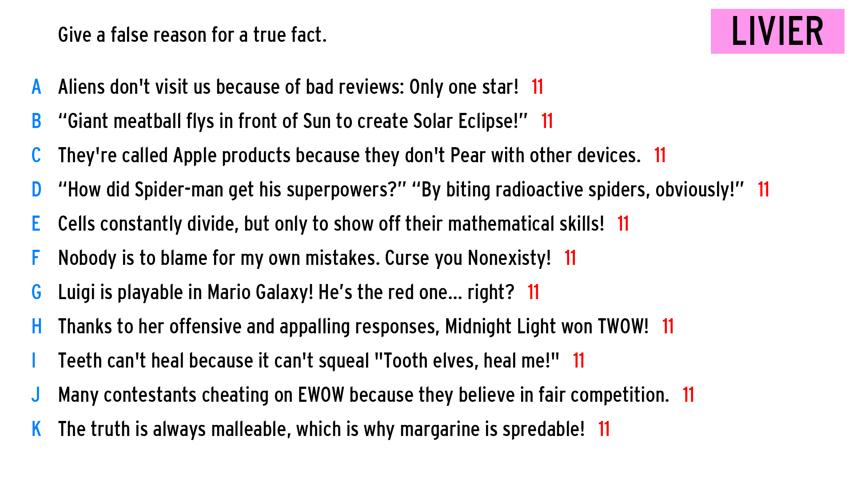 Give a false reason for a true fact.
LIVIER
A Aliens don't visit us because of bad reviews: Only one star! 11
B “Giant meatball flys in front of Sun to create Solar Eclipse!” 11
C They're called Apple products because they don't Pear with other devices. 11
D “How did Spider-man get his superpowers?” “By biting radioactive spiders, obviously!” 11
E Cells constantly divide, but only to show off their mathematical skills! 11
F Nobody is to blame for my own mistakes. Curse you Nonexisty! 11
G Luigi is playable in Mario Galaxy! He’s the red one... right? 11
H Thanks to her offensive and appalling responses, Midnight Light won TWOW! 11
I Teeth can't heal because it can't squeal "Tooth elves, heal me!" 11
J Many contestants cheating on EWOW because they believe in fair competition. 11
K The truth is always malleable, which is why margarine is spredable! 11